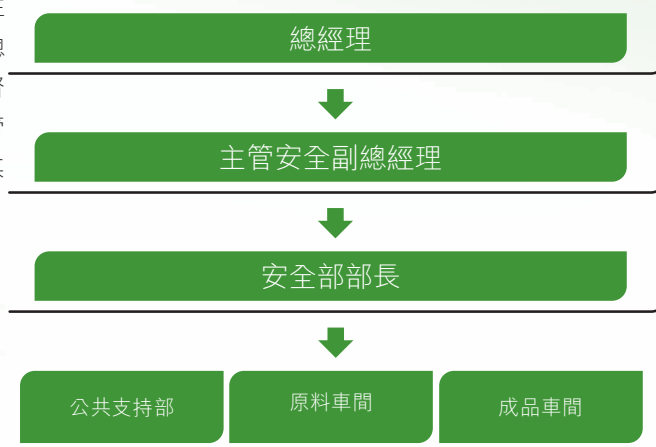 總經理
主管安全副總經理
安全部部長
公共支持部
原料車間
成品車間